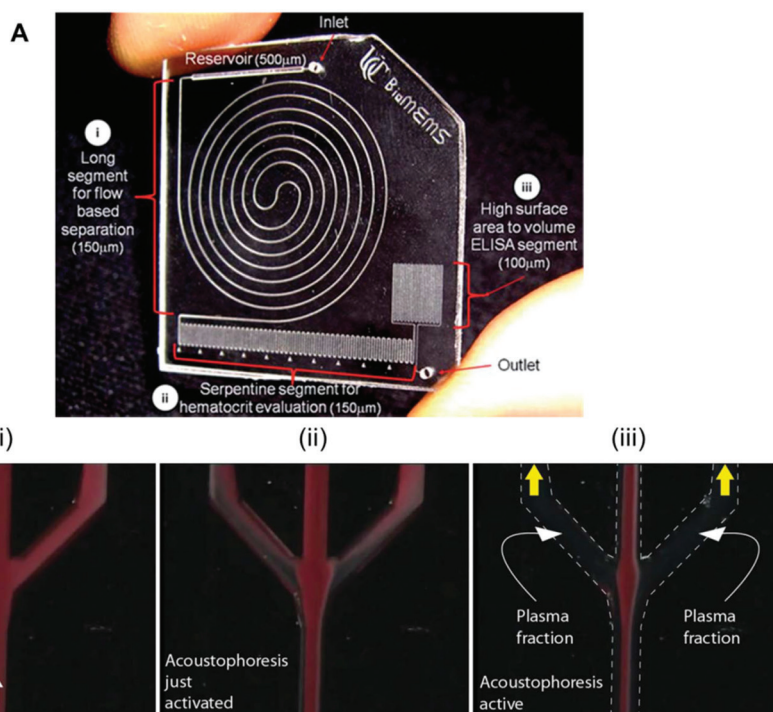 A
Inlet
Reservoir (500μm)
BioMEMS
i
Long
segment
for flow
based
separation
(150μm)
iii
High surface
area to volume
ELISA segment
(100μm)
Outlet
ii
Serpentine segment for
hematocrit evaluation (150μm)
i)
(ii)
(iii)
Acoustophoresis
just
activated
Plasma
fraction
Plasma
fraction
Acoustophoresis
active